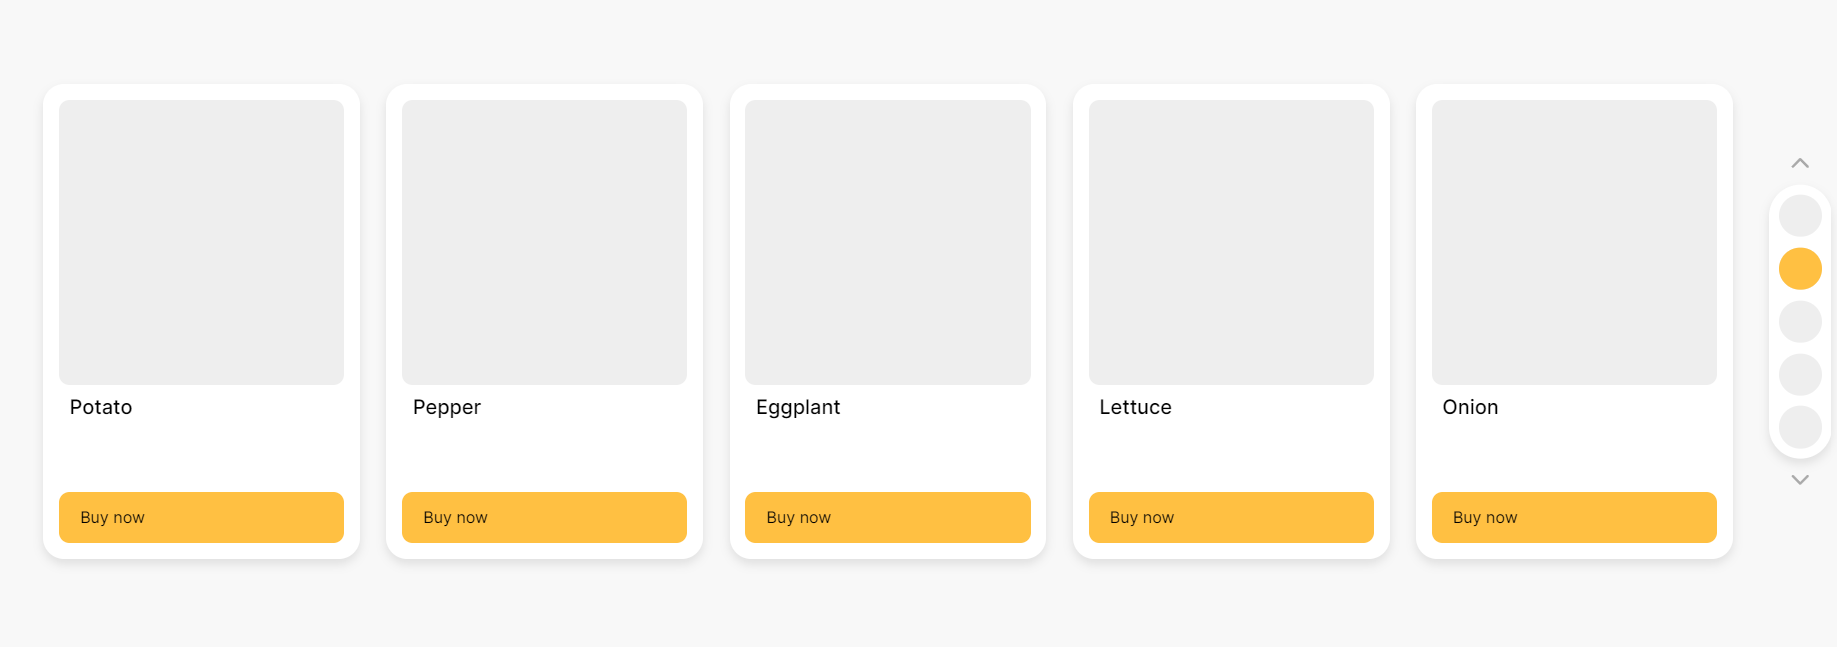 Potato
Pepper
Eggplant
Lettuce
Onion
Buy now
Buy now
Buy now
Buy now
Buy now